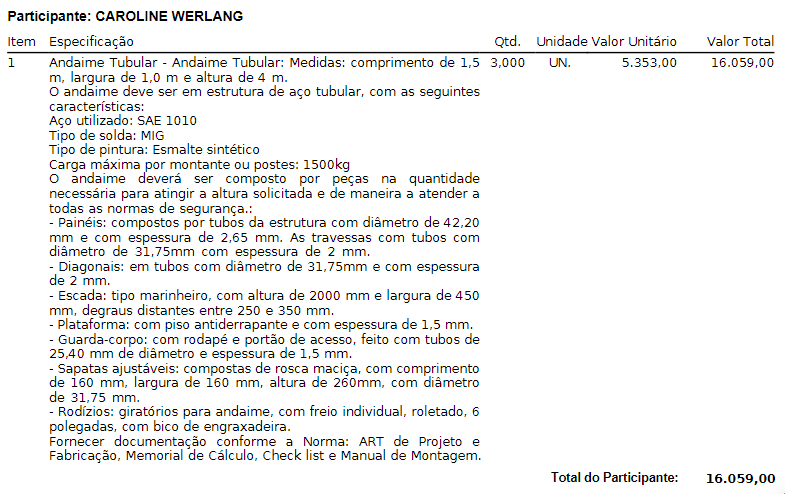 Participante: CAROLINE WERLANG
Item Especificação Qtd. Unidade Valor Unitário Valor Total
1 Andaime Tubular - Andaime Tubular: Medidas: comprimento de 1,5 3,000 UN. 5.353,00 16.059,00
m, largura de 1,0 m e altura de 4 m.
O andaime deve ser em estrutura de aço tubular, com as seguintes
características:
Aço utilizado: SAE 1010
Tipo de solda: MIG
Tipo de pintura: Esmalte sintético
Carga máxima por montante ou postes: 1500kg
O andaime deverá ser composto por peças na quantidade
necessária para atingir a altura solicitada e de maneira a atender a
todas as normas de segurança.:
- Painéis: compostos por tubos da estrutura com diâmetro de 42,20
mm e com espessura de 2,65 mm. As travessas com tubos com
diâmetro de 31,75mm com espessura de 2 mm.
- Diagonais: em tubos com diâmetro de 31,75mm e com espessura
de 2 mm.
- Escada: tipo marinheiro, com altura de 2000 mm e largura de 450
mm, degraus distantes entre 250 e 350 mm.
- Plataforma: com piso antiderrapante e com espessura de 1,5 mm.
- Guarda-corpo: com rodapé e portão de acesso, feito com tubos de
25,40 mm de diâmetro e espessura de 1,5 mm.
- Sapatas ajustáveis: compostas de rosca maciça, com comprimento
de 160 mm, largura de 160 mm, altura de 260mm, com diâmetro
de 31,75 mm.
- Rodízios: giratórios para andaime, com freio individual, roletado, 6
polegadas, com bico de engraxadeira.
Fornecer documentação conforme a Norma: ART de Projeto e
Fabricação, Memorial de Cálculo, Check list e Manual de Montagem.
Total do Participante: 16.059,00